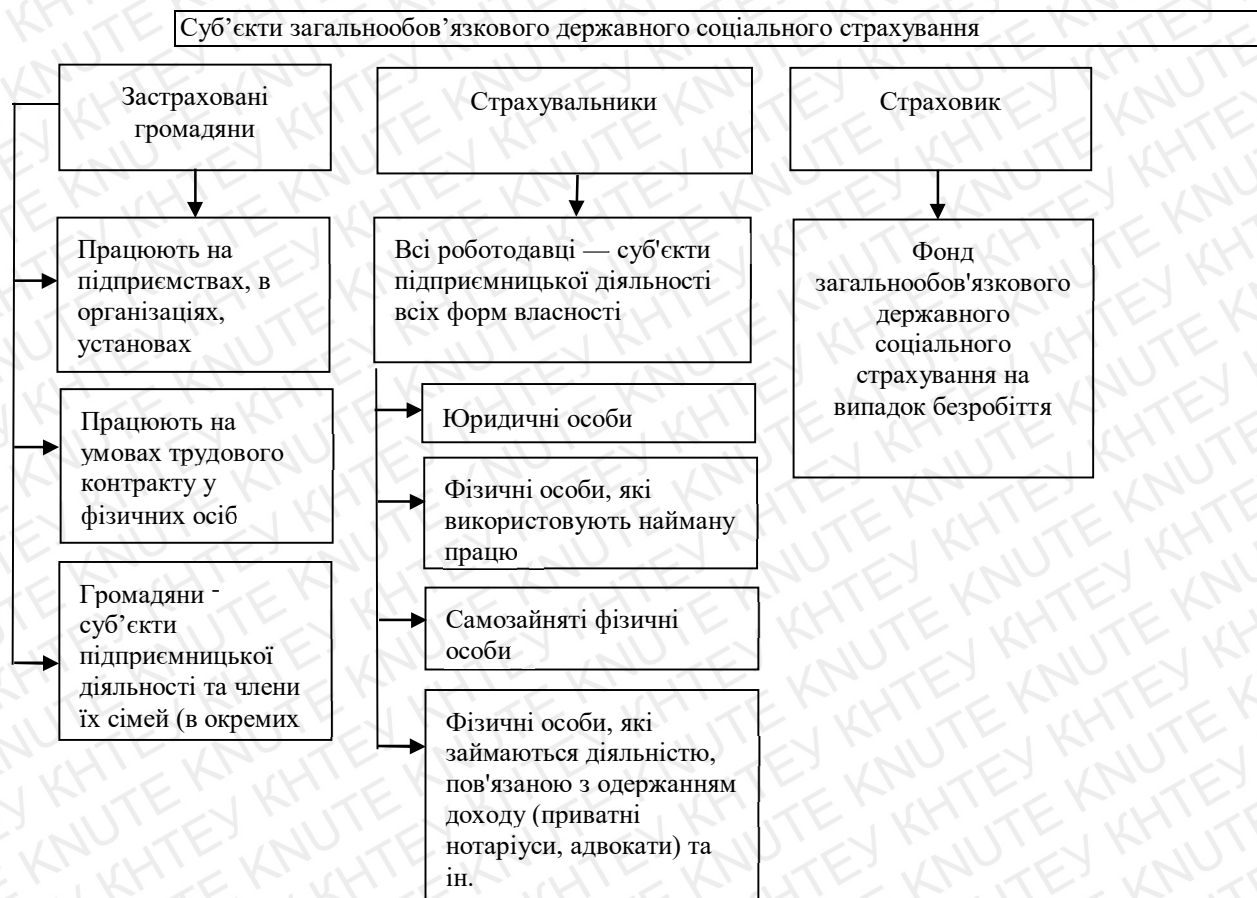 Суб’єкти загальнообов’язкового державного соціального страхування
Застраховані
громадяни
Страхувальники
Страховик
Працюють на
підприємствах, в
організаціях,
установах
Всі роботодавці — суб'єкти
підприємницької діяльності
всіх форм власності
Фонд
загальнообов'язкового
державного
соціального
страхування на
випадок безробіття
Працюють на
умовах трудового
контракту у
фізичних осіб
Громадяни -
суб’єкти
підприємницької
діяльності та члени
їх сімей (в окремих
Юридичні особи
Фізичні особи, які
використовують найману
працю
Самозайняті фізичні
особи
Фізичні особи, які
займаються діяльністю,
пов'язаною з одержанням
доходу (приватні
нотаріуси, адвокати) та
ін.